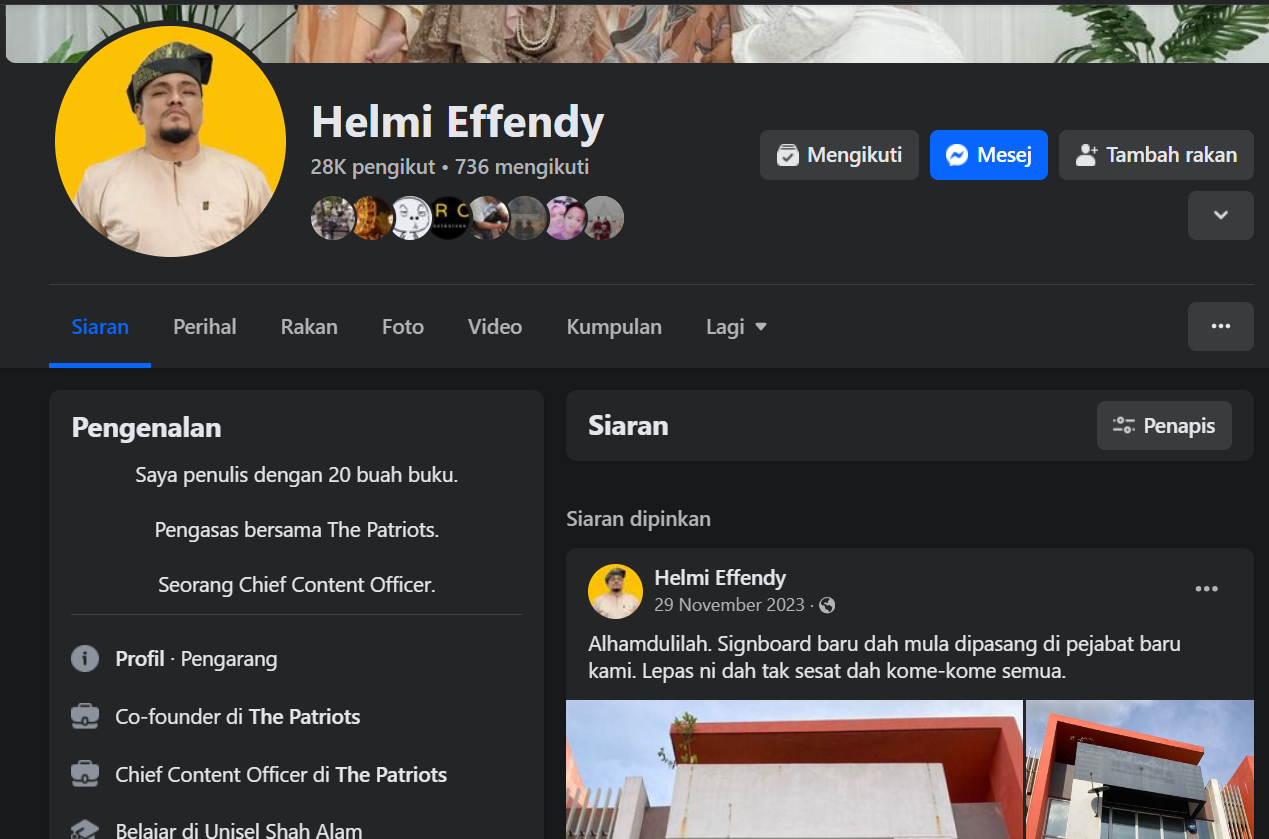 Helmi Effendy
28K pengikut • 736 mengikuti
Mengikuti
Mesej
Tambah rakan
R C
Siaran
Perihal
Rakan
Foto
Video
Kumpulan
Lagi
Pengenalan
Saya penulis dengan 20 buah buku.
Pengasas bersama The Patriots.
Seorang Chief Content Officer.
Profil · Pengarang
Co-founder di The Patriots
Chief Content Officer di The Patriots
Belajar di Unisel Shah Alam
Siaran
Penapis
Siaran dipinkan
Helmi Effendy
29 November 2023 ·
Alhamdulilah. Signboard baru dah mula dipasang di pejabat baru
kami. Lepas ni dah tak sesat dah kome-kome semua.